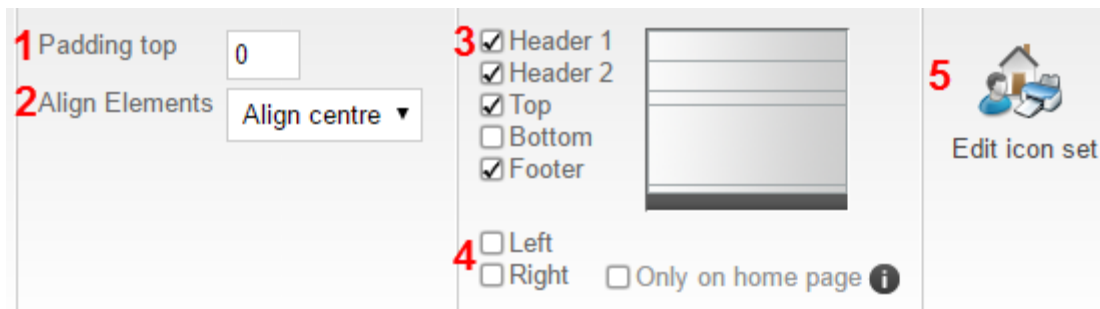 1 Padding top 0
2 Align Elements Align centre
3 Header 1
Header 2
Top
Bottom
Footer
4 Left
Right Only on home page i
5
Edit icon set